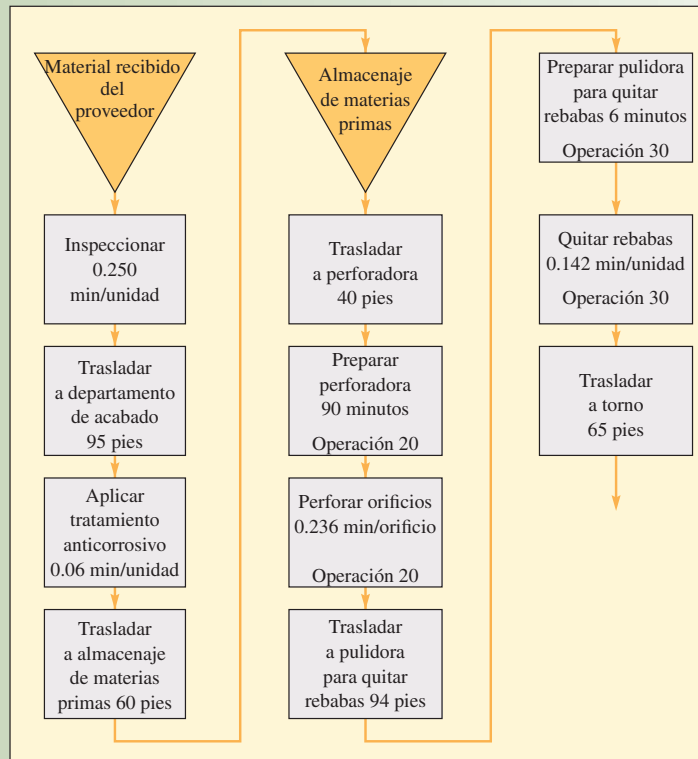 Material recibido
del
proveedor
Inspeccionar
0.250
min/unidad
Trasladar
a departamento
de acabado
95 pies
Aplicar
tratamiento
anticorrosivo
0.06 min/unidad
Trasladar
a almacenaje
de materias
primas 60 pies
Almacenaje
de materias
primas
Trasladar
a perforadora
40 pies
Preparar
perforadora
90 minutos
Operación 20
Perforar orificios
0.236 min/orificio
Operación 20
Trasladar
a pulidora
para quitar
rebabas 94 pies
Preparar pulidora
para quitar
rebabas 6 minutos
Operación 30
Quitar rebabas
0.142 min/unidad
Operación 30
Trasladar
a torno
65 pies